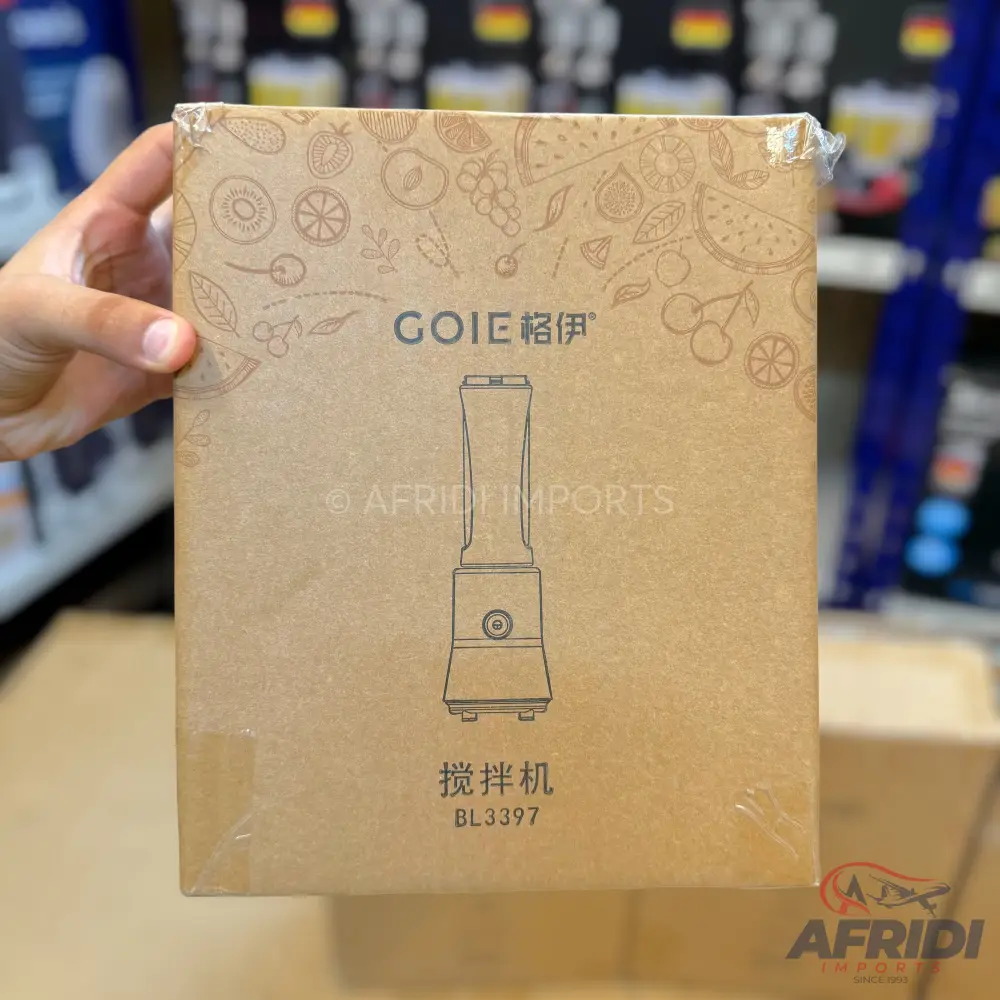 GOIE 格伊®
© AFRIDI IMPORTS
搅拌机
BL3397
AFRIDI
IMPORTS
SINCE 1993